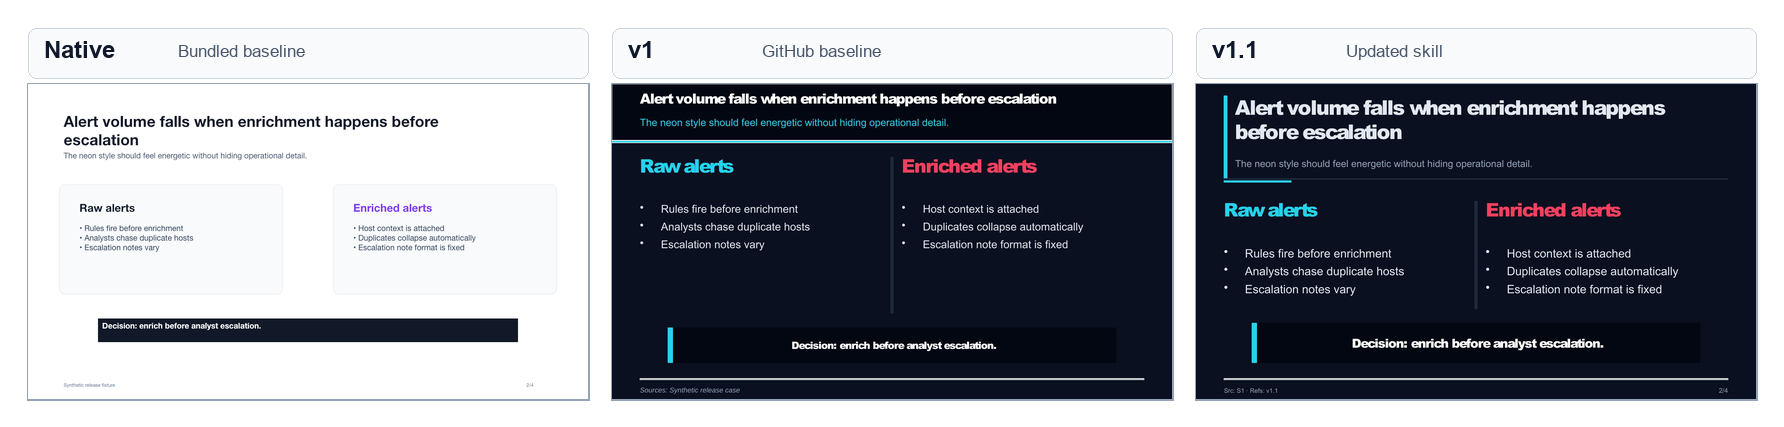 Native
Bundled baseline
Alert volume falls when enrichment happens before
escalation
The neon style should feel energetic without hiding operational detail.
Raw alerts
• Rules fire before enrichment
• Analysts chase duplicate hosts
• Escalation notes vary
Enriched alerts
• Host context is attached
• Duplicates collapse automatically
• Escalation note format is fixed
Decision: enrich before analyst escalation.
Synthetic release fixture
2/4
v1
GitHub baseline
Alert volume falls when enrichment happens before escalation
The neon style should feel energetic without hiding operational detail.
Raw alerts
• Rules fire before enrichment
• Analysts chase duplicate hosts
• Escalation notes vary
Enriched alerts
• Host context is attached
• Duplicates collapse automatically
• Escalation note format is fixed
Decision: enrich before analyst escalation.
Sources: Synthetic release case
v1.1
Updated skill
Alert volume falls when enrichment happens
before escalation
The neon style should feel energetic without hiding operational detail.
Raw alerts
• Rules fire before enrichment
• Analysts chase duplicate hosts
• Escalation notes vary
Enriched alerts
• Host context is attached
• Duplicates collapse automatically
• Escalation note format is fixed
Decision: enrich before analyst escalation.
Src: S1 · Refs: v1.1
2/4